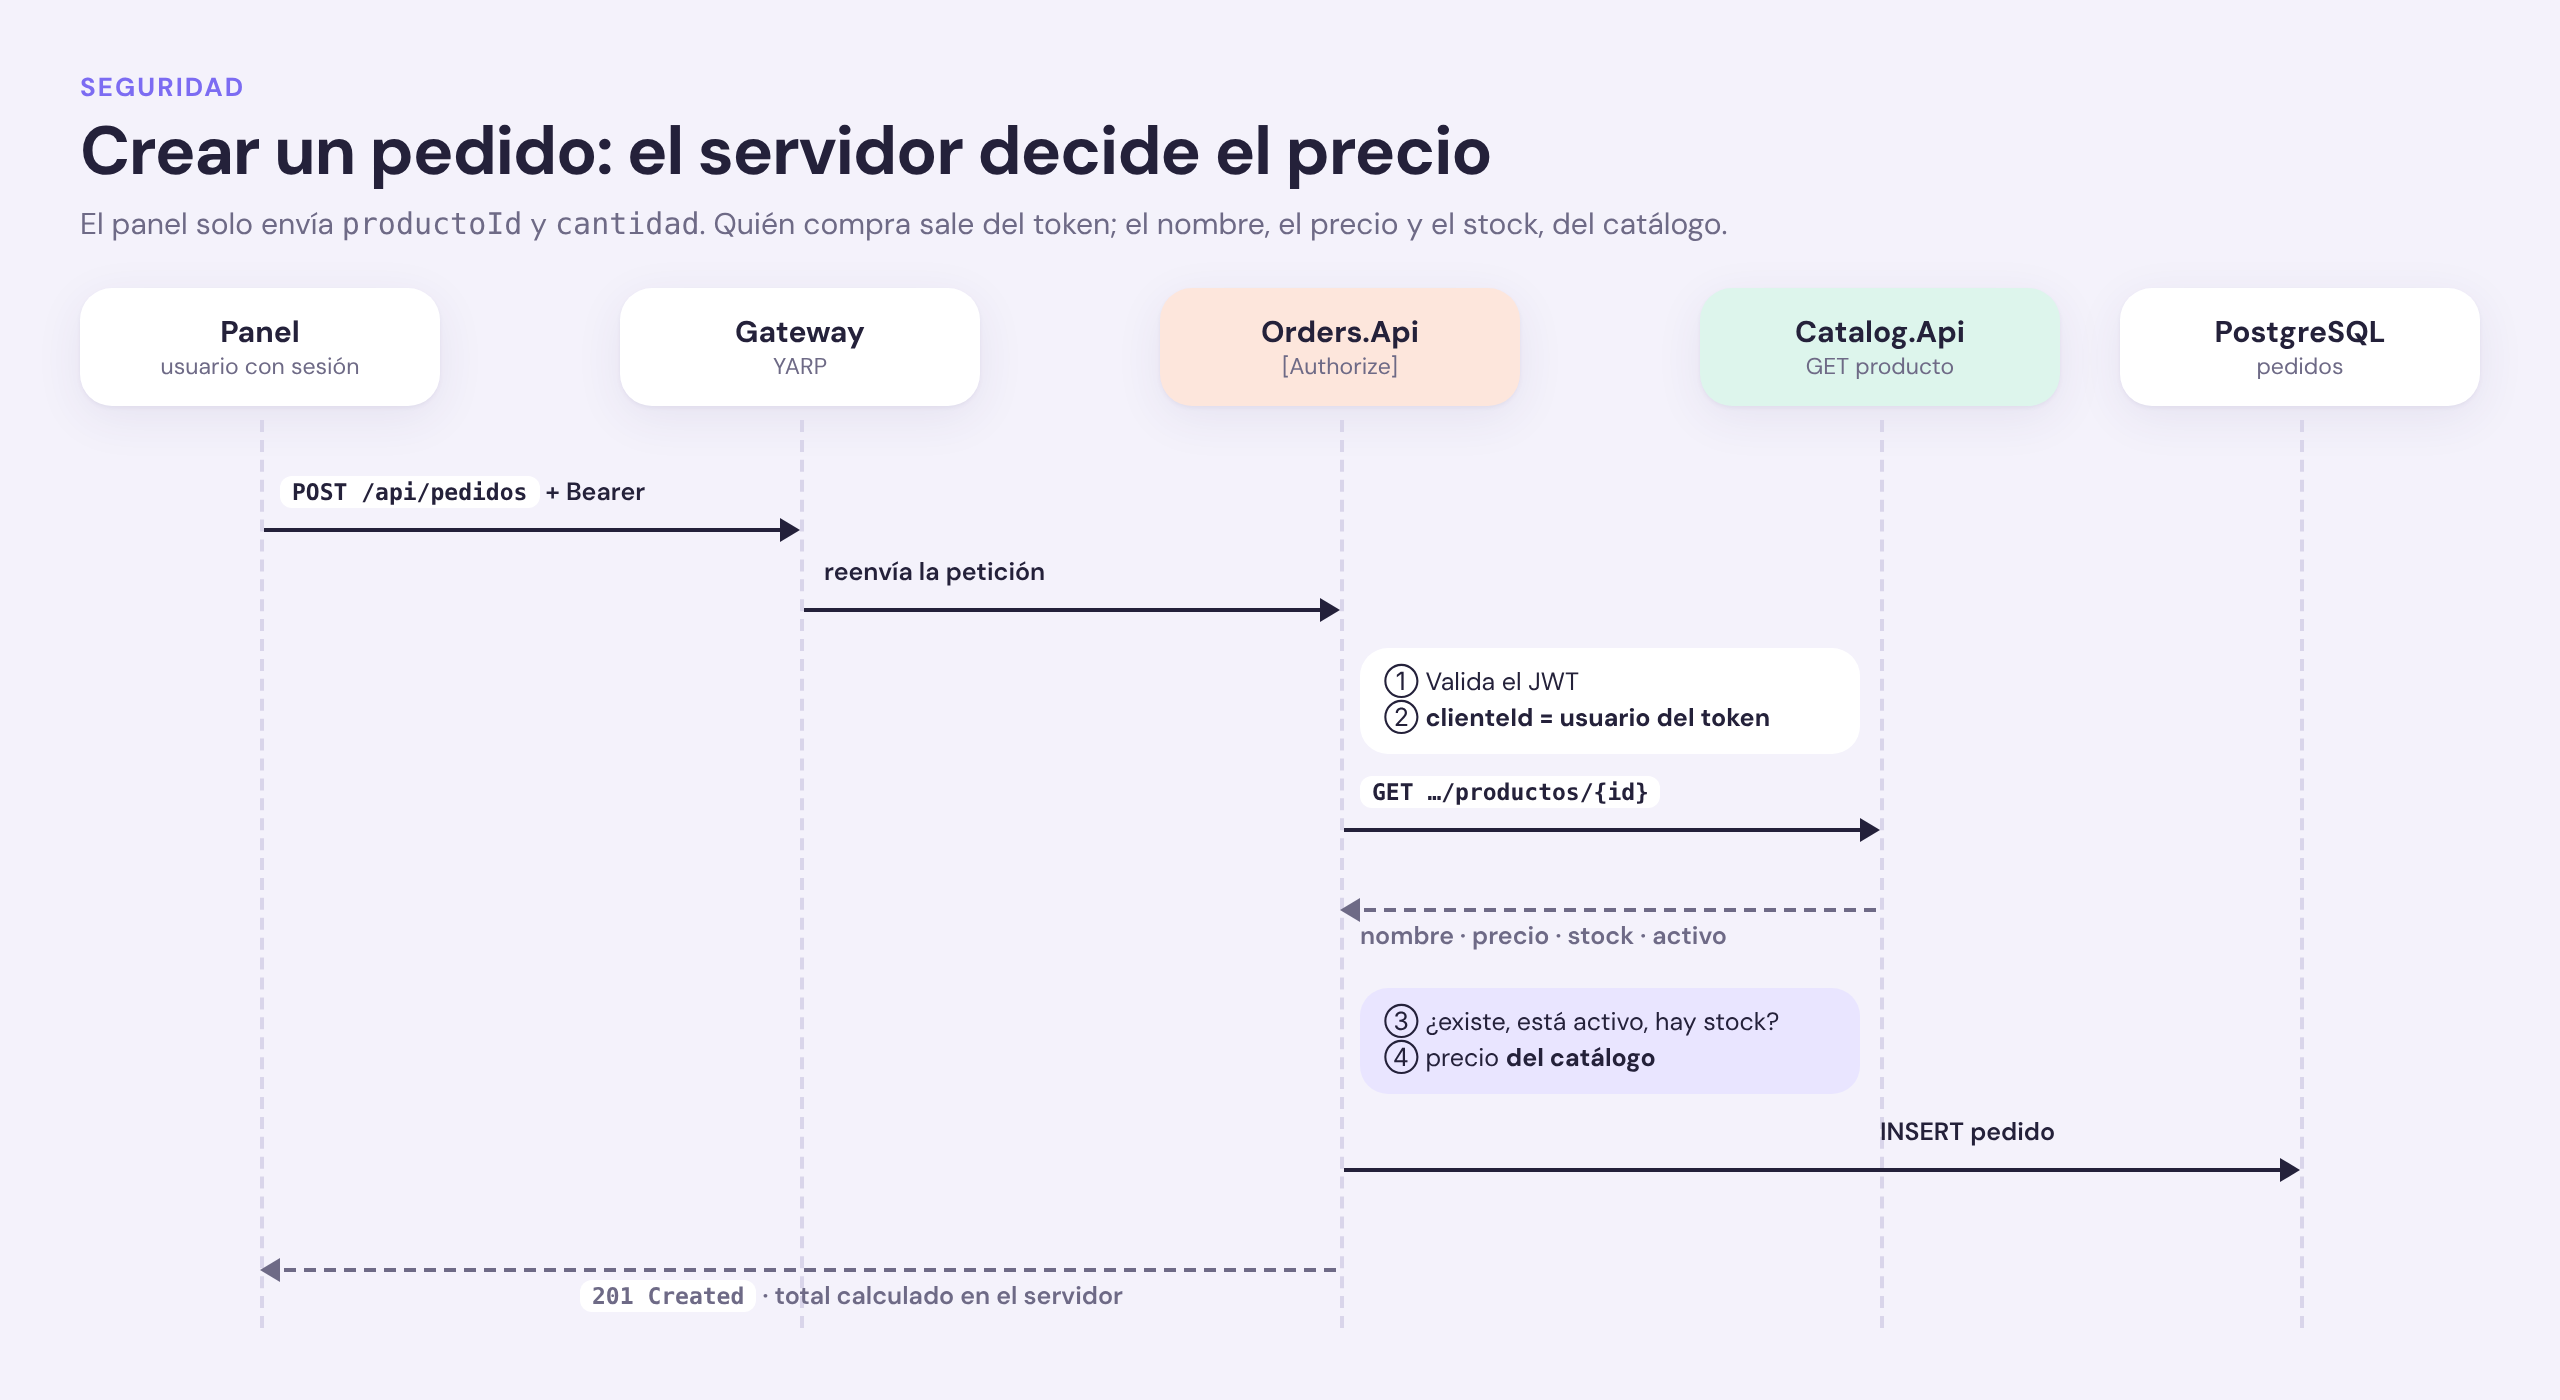 SEGURIDAD
Crear un pedido: el servidor decide el precio
El panel solo envía productoId y cantidad. Quién compra sale del token; el nombre, el precio y el stock, del catálogo.
Panel
usuario con sesión
Gateway
YARP
Orders.Api
[Authorize]
Catalog.Api
GET producto
PostgreSQL
pedidos
POST /api/pedidos + Bearer
reenvía la petición
① Valida el JWT
② clienteId = usuario del token
GET …/productos/{id}
nombre · precio · stock · activo
③ ¿existe, está activo, hay stock?
④ precio del catálogo
INSERT pedido
201 Created · total calculado en el servidor